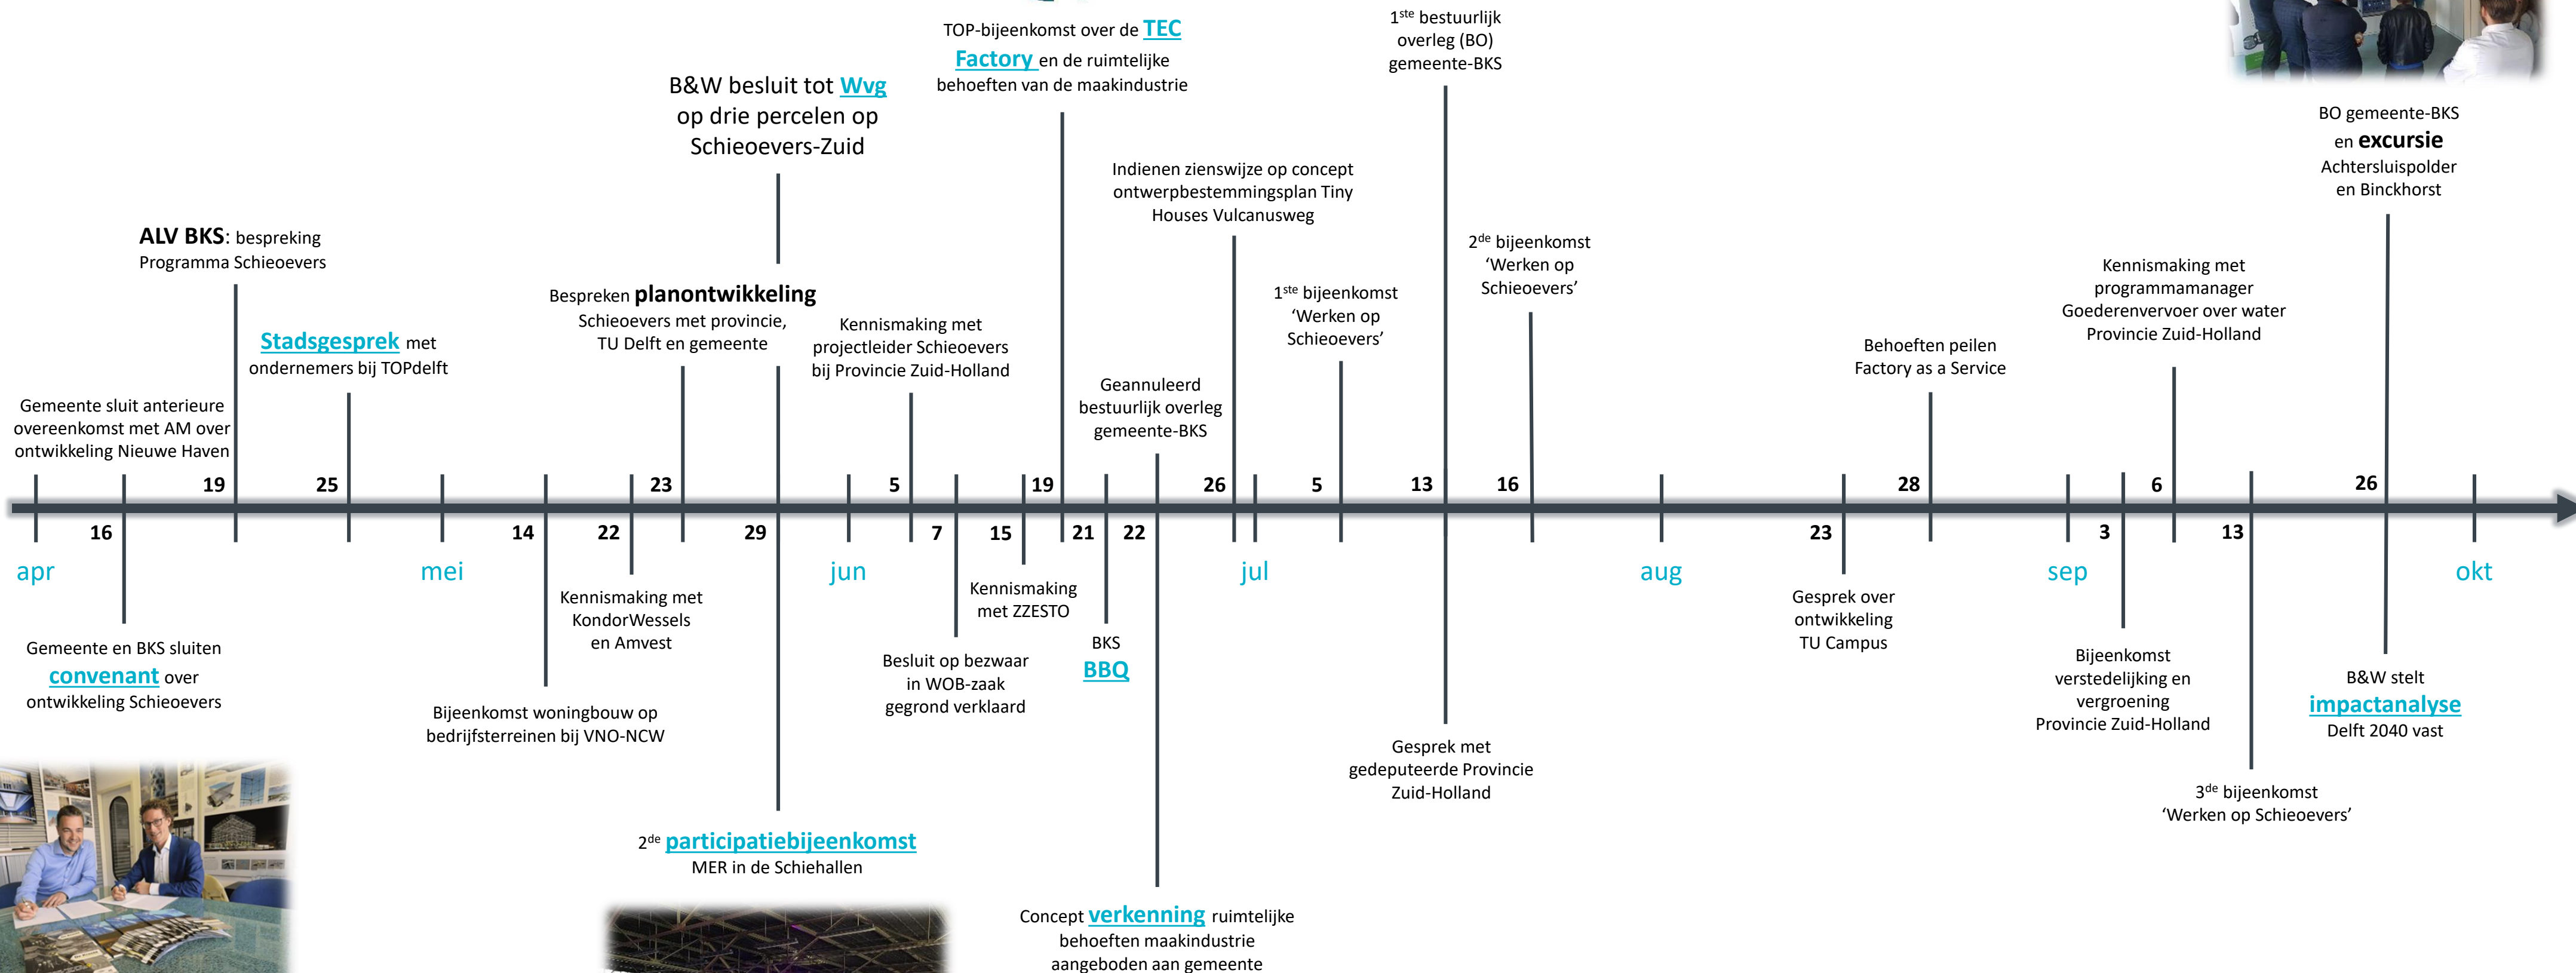 TOP-bijeenkomst over de TEC
Factory en de ruimtelijke
behoeften van de maakindustrie
1ste bestuurlijk
overleg (BO)
gemeente-BKS
B&W besluit tot Wvg
op drie percelen op
Schieoevers-Zuid
BO gemeente-BKS
en excursie
Achtersluispolder
en Binckhorst
Indienen zienswijze op concept
ontwerpbestemmingsplan Tiny
Houses Vulcanusweg
ALV BKS: bespreking
Programma Schieoevers
2de bijeenkomst
‘Werken op
Schieoevers’
Kennismaking met
programmamanager
Goederenvervoer over water
Provincie Zuid-Holland
Bespreken planontwikkeling
Schieoevers met provincie,
TU Delft en gemeente
1ste bijeenkomst
‘Werken op
Schieoevers’
Stadsgesprek met
ondernemers bij TOPdelft
Kennismaking met
projectleider Schieoevers
bij Provincie Zuid-Holland
Behoeften peilen
Factory as a Service
Geannuleerd
bestuurlijk overleg
gemeente-BKS
Gemeente sluit anterieure
overeenkomst met AM over
ontwikkeling Nieuwe Haven
19 25 23 5 19 26 5 13 16 28 6 26
16 14 22 29 7 15 21 22 23 3 13
apr mei jun jul aug sep okt
Gemeente en BKS sluiten
convenant over
ontwikkeling Schieoevers
Bijeenkomst woningbouw op
bedrijfsterreinen bij VNO-NCW
Kennismaking met
KondorWessels
en Amvest
2de participatiebijeenkomst
MER in de Schiehallen
Besluit op bezwaar
in WOB-zaak
gegrond verklaard
Kennismaking
met ZZESTO
BKS
BBQ
Concept verkenning ruimtelijke
behoeften maakindustrie
aangeboden aan gemeente
Gesprek met
gedeputeerde Provincie
Zuid-Holland
Gesprek over
ontwikkeling
TU Campus
Bijeenkomst
verstedelijking en
vergroening
Provincie Zuid-Holland
3de bijeenkomst
‘Werken op Schieoevers’
B&W stelt
impactanalyse
Delft 2040 vast